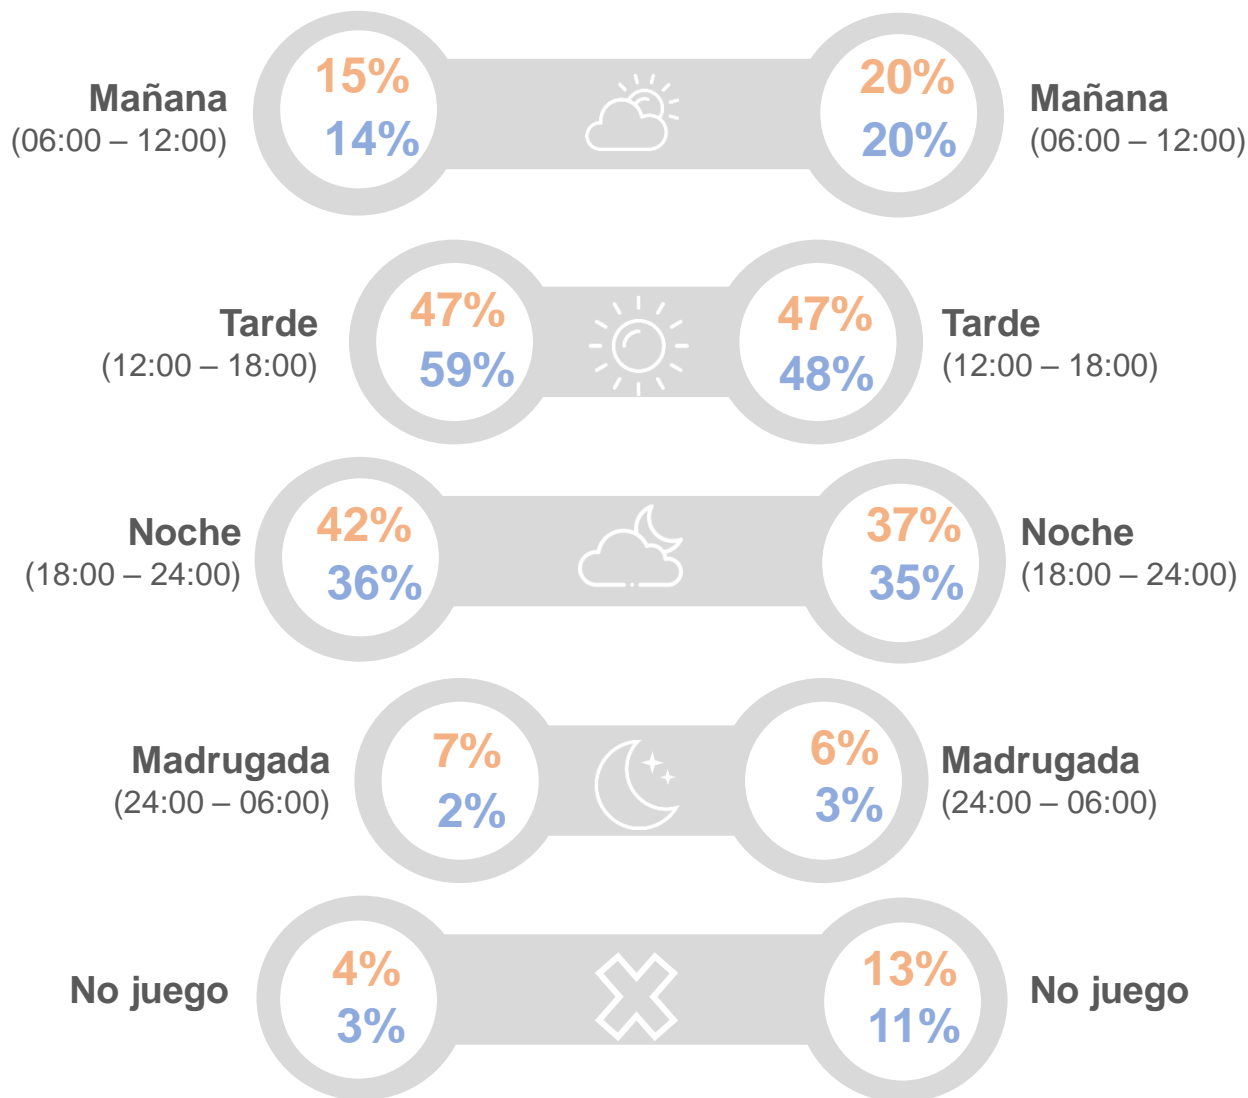 Mañana
(06:00 – 12:00)
15%
14%
20%
20%
Mañana
(06:00 – 12:00)
Tarde
(12:00 – 18:00)
47%
59%
47%
48%
Tarde
(12:00 – 18:00)
Noche
(18:00 – 24:00)
42%
36%
37%
35%
Noche
(18:00 – 24:00)
Madrugada
(24:00 – 06:00)
7%
2%
6%
3%
Madrugada
(24:00 – 06:00)
No juego
4%
3%
13%
11%
No juego